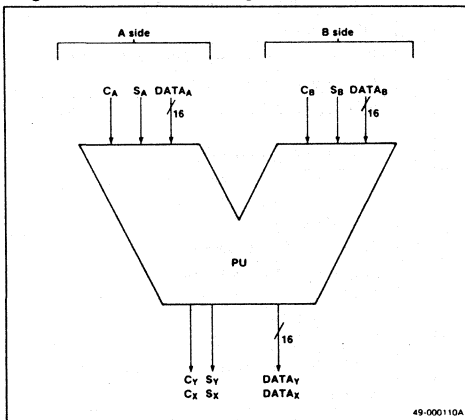 A side B side
C_A S_A DATA_A C_B S_B DATA_B
16 16
PU
16
C_Y S_Y DATA_Y
C_X S_X DATA_X
49-000110A